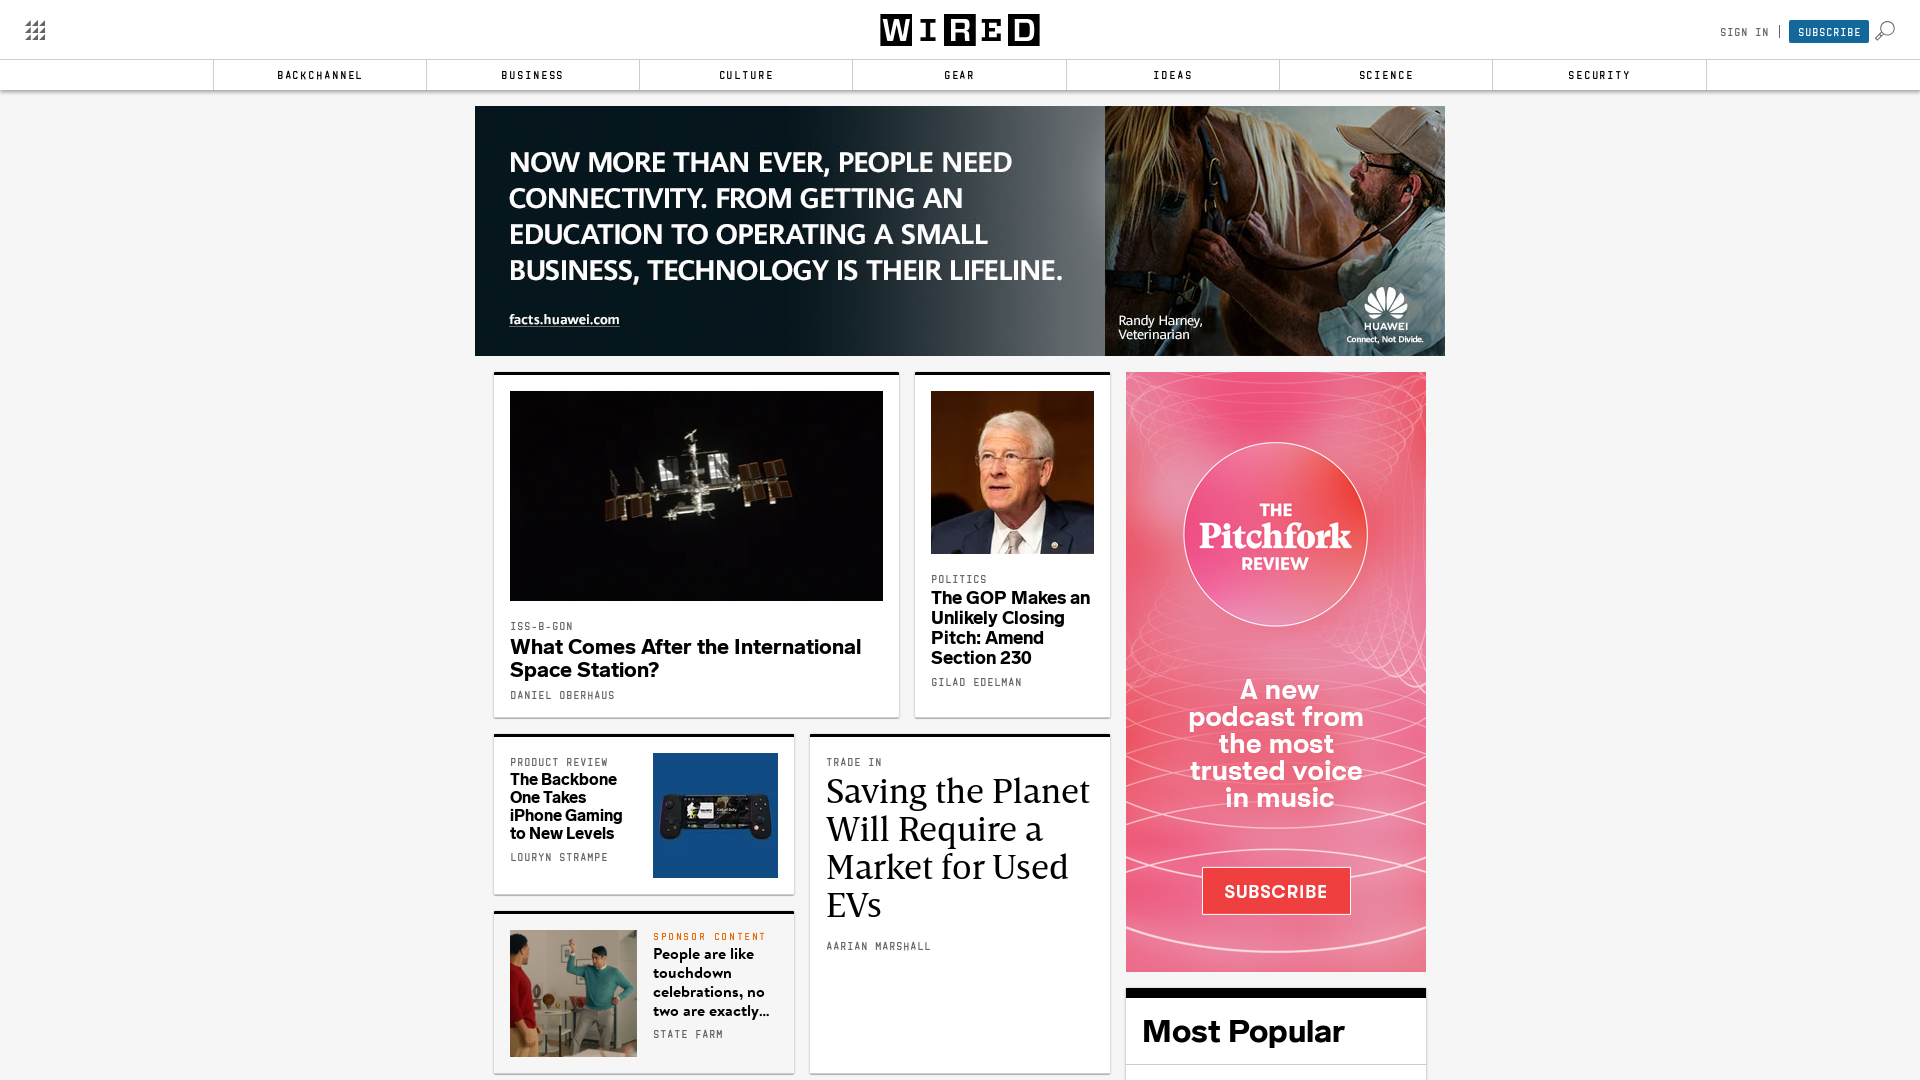 WIRED
SIGN IN
SUBSCRIBE
BACKCHANNEL
BUSINESS
CULTURE
GEAR
IDEAS
SCIENCE
SECURITY
NOW MORE THAN EVER, PEOPLE NEED
CONNECTIVITY. FROM GETTING AN
EDUCATION TO OPERATING A SMALL
BUSINESS, TECHNOLOGY IS THEIR LIFELINE.
facts.huawei.com
Randy Harney,
Veterinarian
HUAWEI
Connect, Not Divide.
ISS-B-GON
What Comes After the International
Space Station?
DANIEL OBERHAUS
POLITICS
The GOP Makes an
Unlikely Closing
Pitch: Amend
Section 230
GILAD EDELMAN
THE
Pitchfork
REVIEW
A new
podcast from
the most
trusted voice
in music
SUBSCRIBE
PRODUCT REVIEW
The Backbone
One Takes
iPhone Gaming
to New Levels
LOURYN STRAMPE
TRADE IN
Saving the Planet
Will Require a
Market for Used
EVs
AARIAN MARSHALL
SPONSOR CONTENT
People are like
touchdown
celebrations, no
two are exactly...
STATE FARM
Most Popular